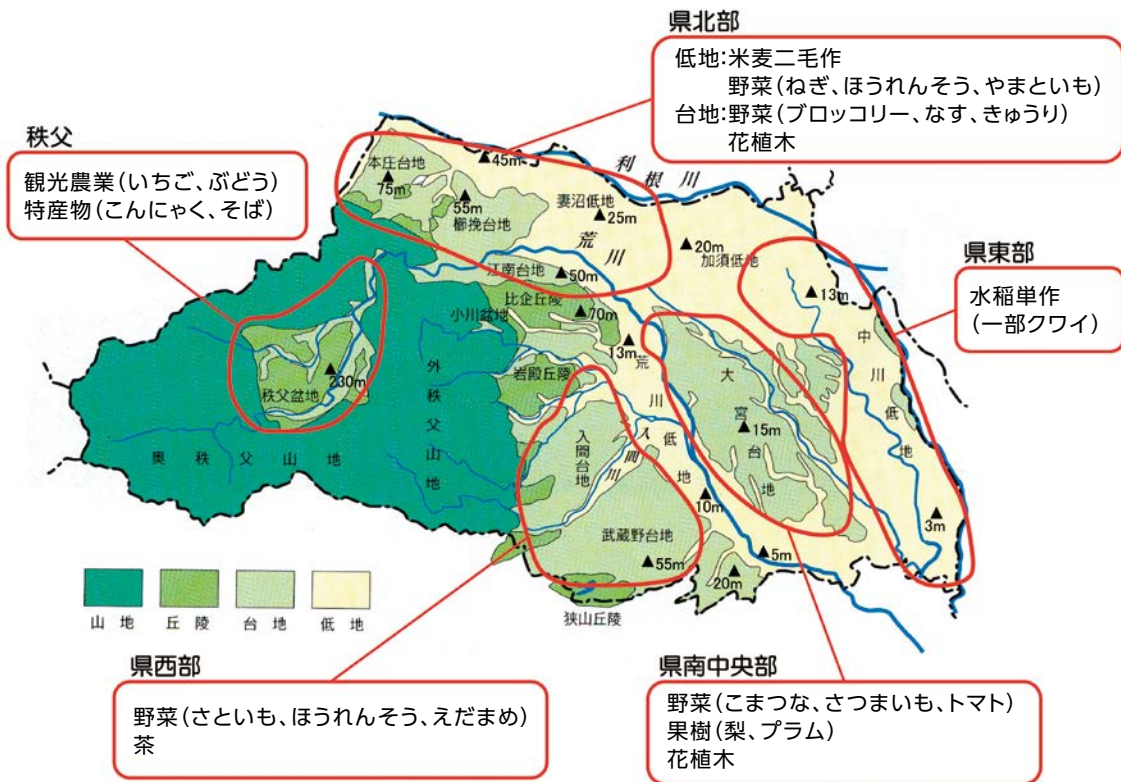 県北部
低地:米麦二毛作
野菜(ねぎ、ほうれんそう、やまといも)
台地:野菜(ブロッコリー、なす、きゅうり)
花植木
秩父
観光農業(いちご、ぶどう)
特産物(こんにゃく、そば)
県東部
水稲単作
(一部クワイ)
本庄台地
75m
45m
利根川
55m
櫛挽台地
妻沼低地
25m
荒川
20m
加須低地
13m
江南台地
50m
比企丘陵
70m
小川盆地
13m
岩殿丘陵
荒川低地
大宮台地
15m
中川低地
3m
230m
秩父盆地
奥秩父山地
外秩父山地
入間台地
入間川
10m
武蔵野台地
55m
5m
20m
狭山丘陵
山地
丘陵
台地
低地
県西部
野菜(さといも、ほうれんそう、えだまめ)
茶
県南中央部
野菜(こまつな、さつまいも、トマト)
果樹(梨、プラム)
花植木